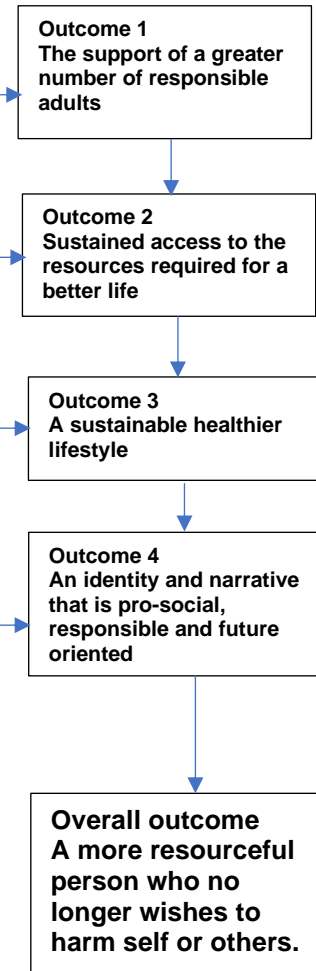 Outcome 1
The support of a greater
number of responsible
adults
Outcome 2
Sustained access to the
resources required for a
better life
Outcome 3
A sustainable healthier
lifestyle
Outcome 4
An identity and narrative
that is pro-social,
responsible and future
oriented
Overall outcome
A more resourceful
person who no
longer wishes to
harm self or others.